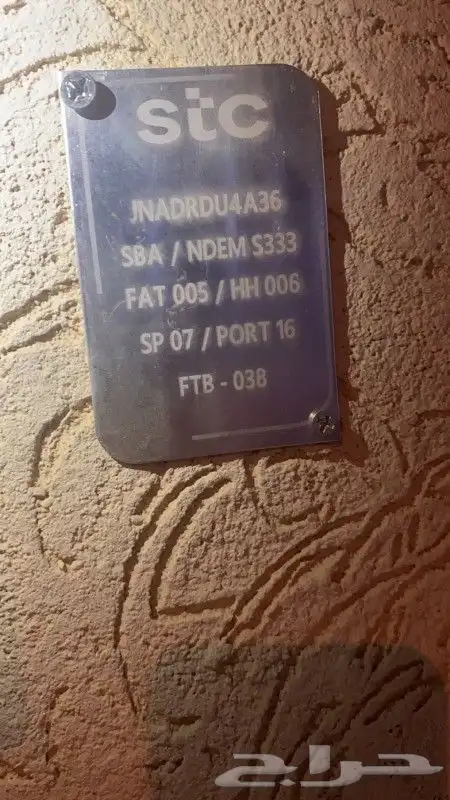 stc
JNADRDU4A36
SBA / NDEM S333
FAT 005 / HH 006
SP 07 / PORT 16
FTB - 038
حراج